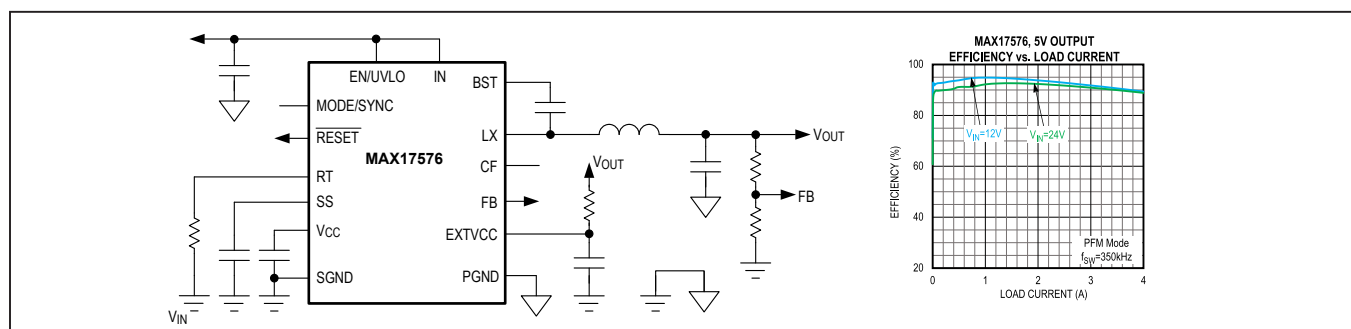 EN/UVLO
IN
MODE/SYNC
RESET
MAX17576
RT
SS
VCC
SGND
BST
LX
CF
FB
EXTVCC
PGND
VIN
VOUT
VOUT
FB
MAX17576, 5V OUTPUT
EFFICIENCY vs. LOAD CURRENT
100
80
60
40
20
EFFICIENCY (%)
VIN=12V
VIN=24V
PFM Mode
fSW=350kHz
0
1
2
3
4
LOAD CURRENT (A)